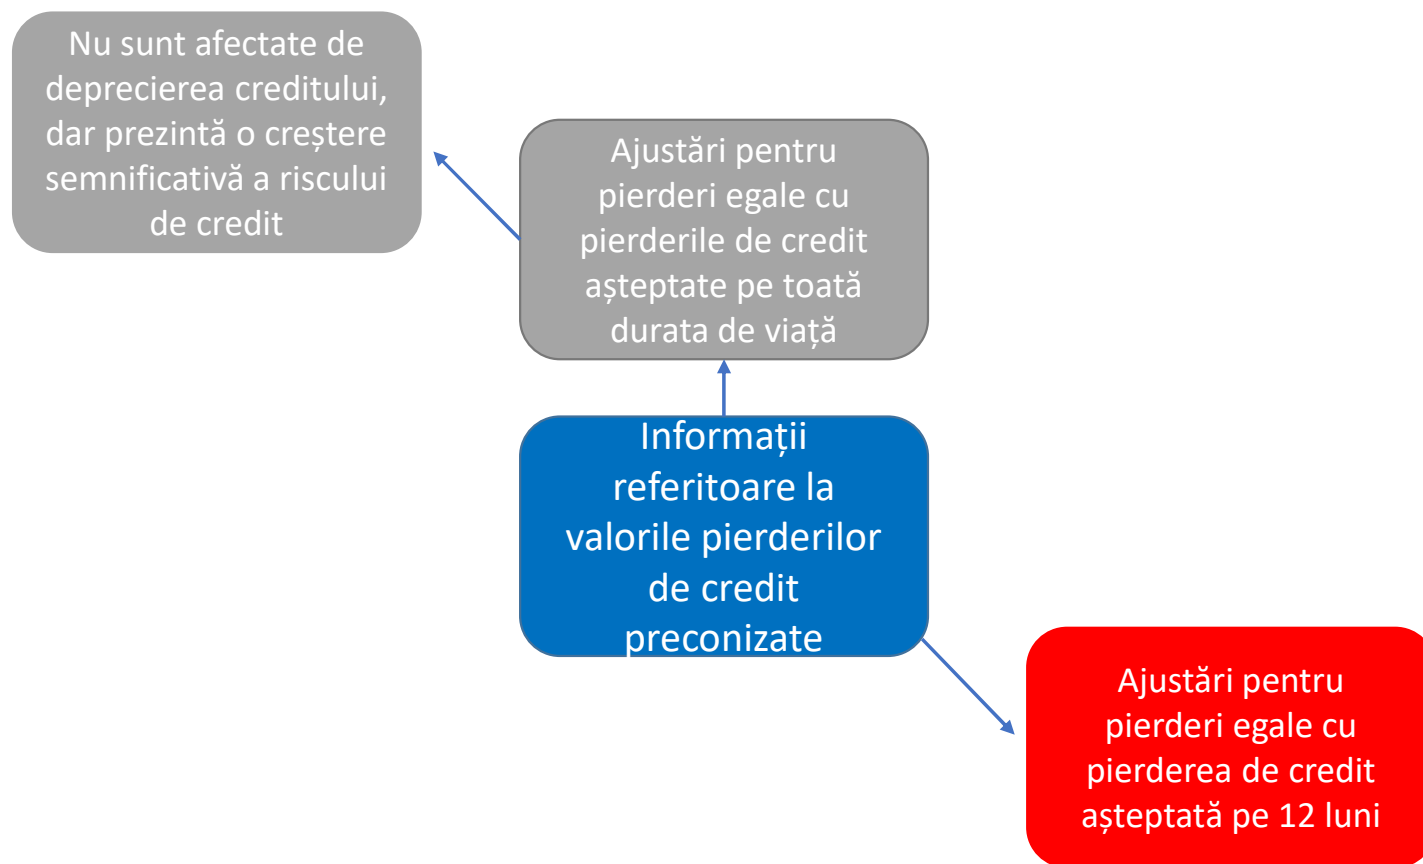 Nu sunt afectate de
deprecierea creditului,
dar prezintă o creștere
semnificativă a riscului
de credit
Ajustări pentru
pierderi egale cu
pierderile de credit
așteptate pe toată
durata de viață
Informații
referitoare la
valorile pierderilor
de credit
preconizate
Ajustări pentru
pierderi egale cu
pierderea de credit
așteptată pe 12 luni